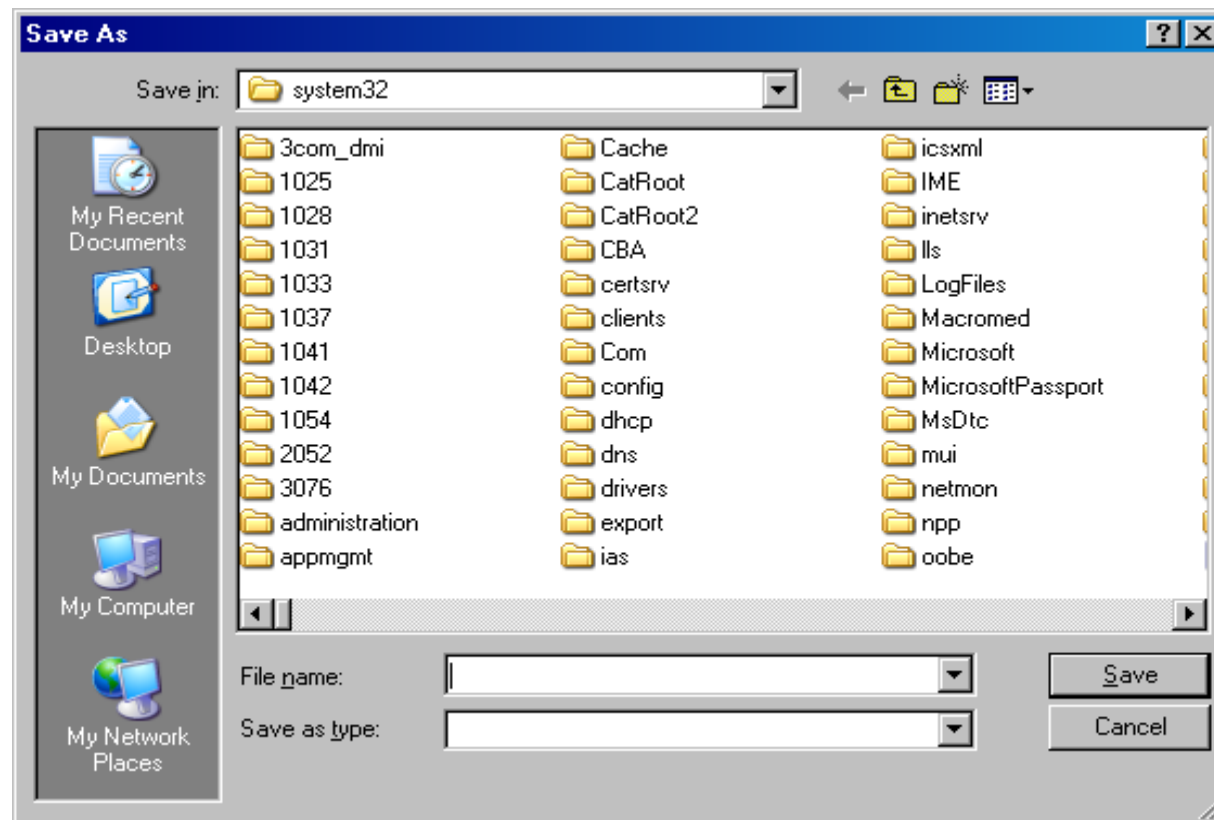 Save As
Save in: system32
My Recent
Documents
Desktop
My Documents
My Computer
My Network
Places
3com_dmi
1025
1028
1031
1033
1037
1041
1042
1054
2052
3076
administration
appmgmt
Cache
CatRoot
CatRoot2
CBA
certsrv
clients
Com
config
dhcp
dns
drivers
export
ias
icsxml
IME
inetsrv
lls
LogFiles
Macromed
Microsoft
MicrosoftPassport
MsDtc
mui
netmon
npp
oobe
File name:
Save
Save as type:
Cancel